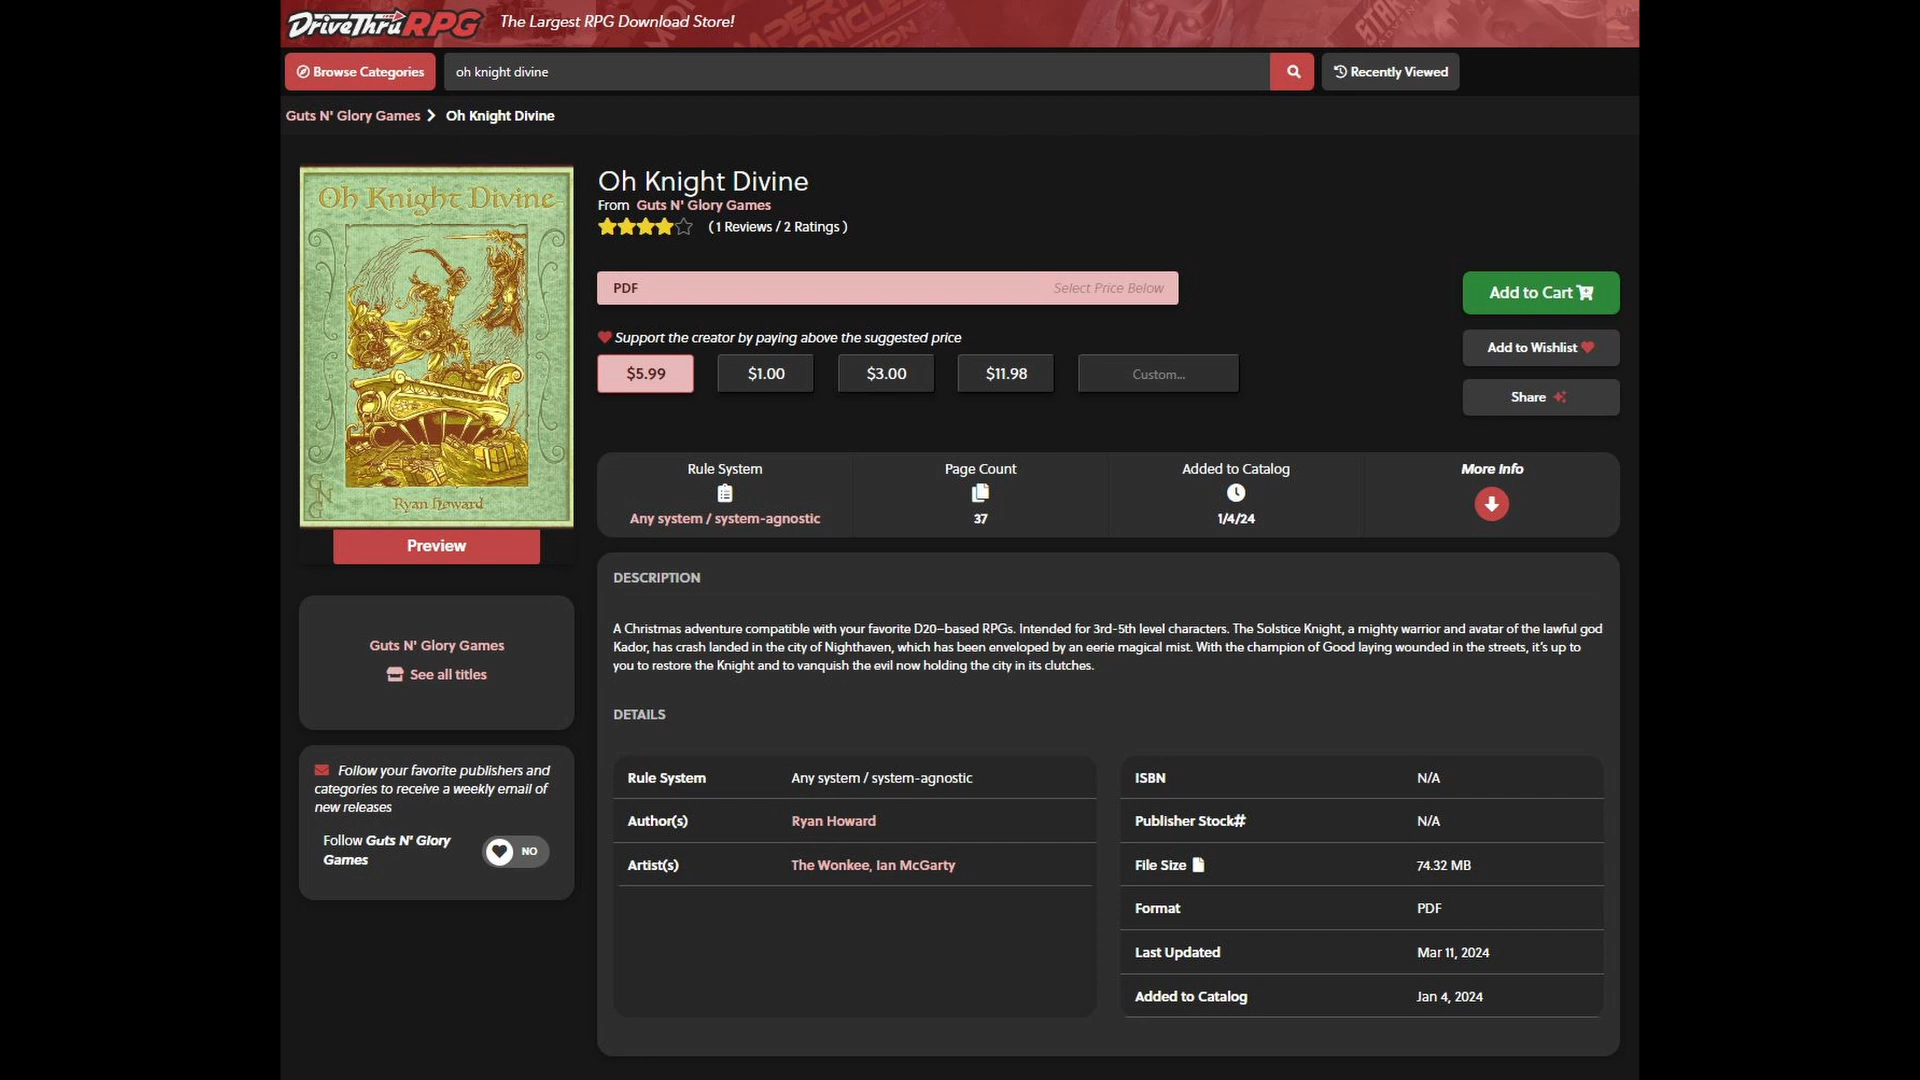 DriveThruRPG The Largest RPG Download Store!
Browse Categories oh knight divine Recently Viewed
Guts N' Glory Games Oh Knight Divine
Oh Knight Divine
Ryan Howard
GNG
Preview
Guts N' Glory Games
See all titles
Follow your favorite publishers and
categories to receive a weekly email of
new releases
Follow Guts N' Glory
Games
NO
Oh Knight Divine
From Guts N' Glory Games
( 1 Reviews / 2 Ratings )
PDF Select Price Below
Support the creator by paying above the suggested price
$5.99 $1.00 $3.00 $11.98 Custom...
Add to Cart
Add to Wishlist
Share
Rule System Page Count Added to Catalog More Info
Any system / system-agnostic 37 1/4/24
DESCRIPTION
A Christmas adventure compatible with your favorite D20–based RPGs. Intended for 3rd-5th level characters. The Solstice Knight, a mighty warrior and avatar of the lawful god
Kador, has crash landed in the city of Nighthaven, which has been enveloped by an eerie magical mist. With the champion of Good laying wounded in the streets, it's up to
you to restore the Knight and to vanquish the evil now holding the city in its clutches.
DETAILS
Rule System Any system / system-agnostic
Author(s) Ryan Howard
Artist(s) The Wonkee, Ian McGarty
ISBN N/A
Publisher Stock# N/A
File Size 74.32 MB
Format PDF
Last Updated Mar 11, 2024
Added to Catalog Jan 4, 2024